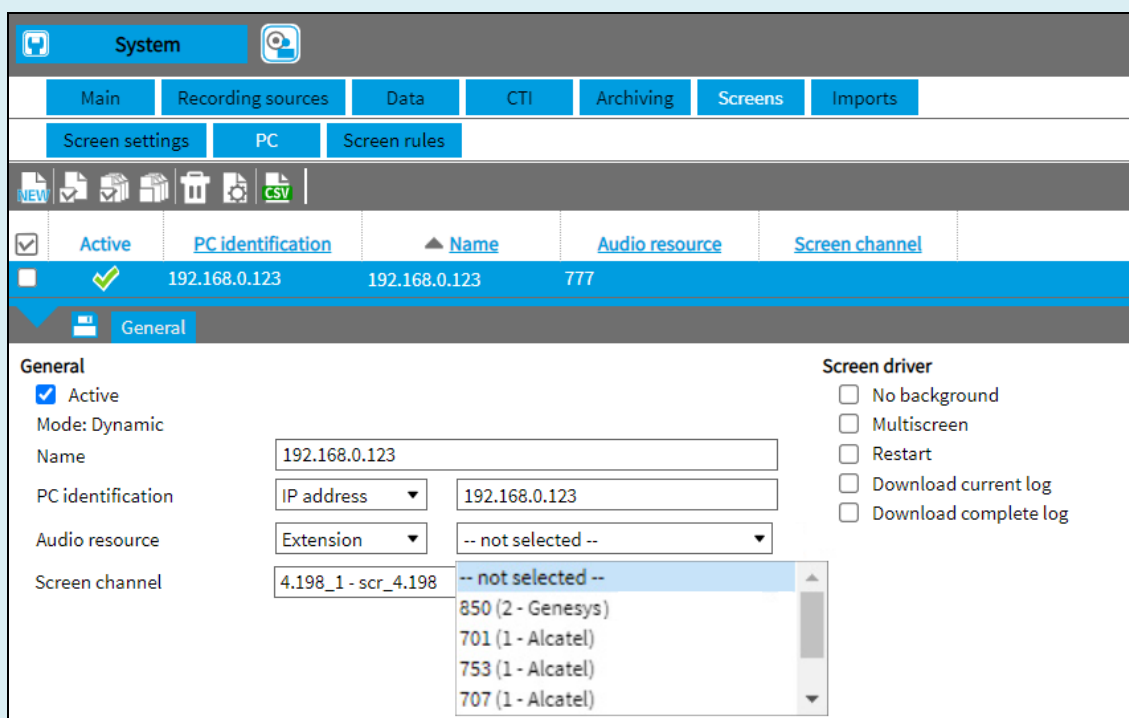 System
Main Recording sources Data CTI Archiving Screens Imports
Screen settings PC Screen rules
NEW CSV
Active PC identification Name Audio resource Screen channel
192.168.0.123 192.168.0.123 777
General
General Screen driver
Active No background
Mode: Dynamic Multiscreen
Name 192.168.0.123 Restart
PC identification IP address 192.168.0.123 Download current log
Download complete log
Audio resource Extension -- not selected --
Screen channel 4.198_1 - scr_4.198 -- not selected --
850 (2 - Genesys)
701 (1 - Alcatel)
753 (1 - Alcatel)
707 (1 - Alcatel)